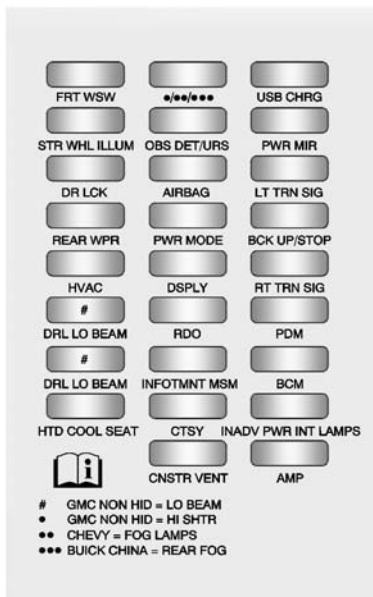 FRT WSW ●/●●/●●● USB CHRG
STR WHL ILLUM OBS DET/URS PWR MIR
DR LCK AIRBAG LT TRN SIG
REAR WPR PWR MODE BCK UP/STOP
HVAC DSPLY RT TRN SIG
#
DRL LO BEAM RDO PDM
#
DRL LO BEAM INFOTMNT MSM BCM
HTD COOL SEAT CTSY INADV PWR INT LAMPS
i
CNSTR VENT AMP
# GMC NON HID = LO BEAM
● GMC NON HID = HI SHTR
●● CHEVY = FOG LAMPS
●●● BUICK CHINA = REAR FOG